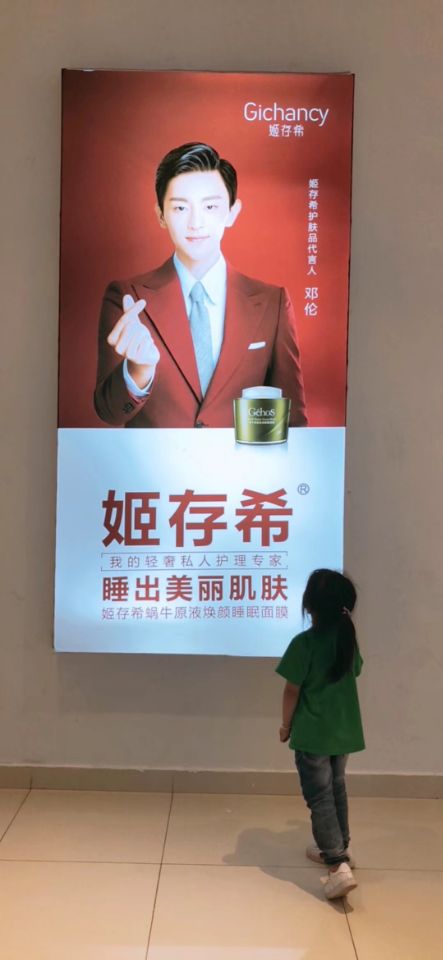 Gichancy
姬存希
姬存希护肤品代言人 邓伦
Géhos
姬存希®
我的轻奢私人护理专家
睡出美丽肌肤
姬存希蜗牛原液焕颜睡眠面膜